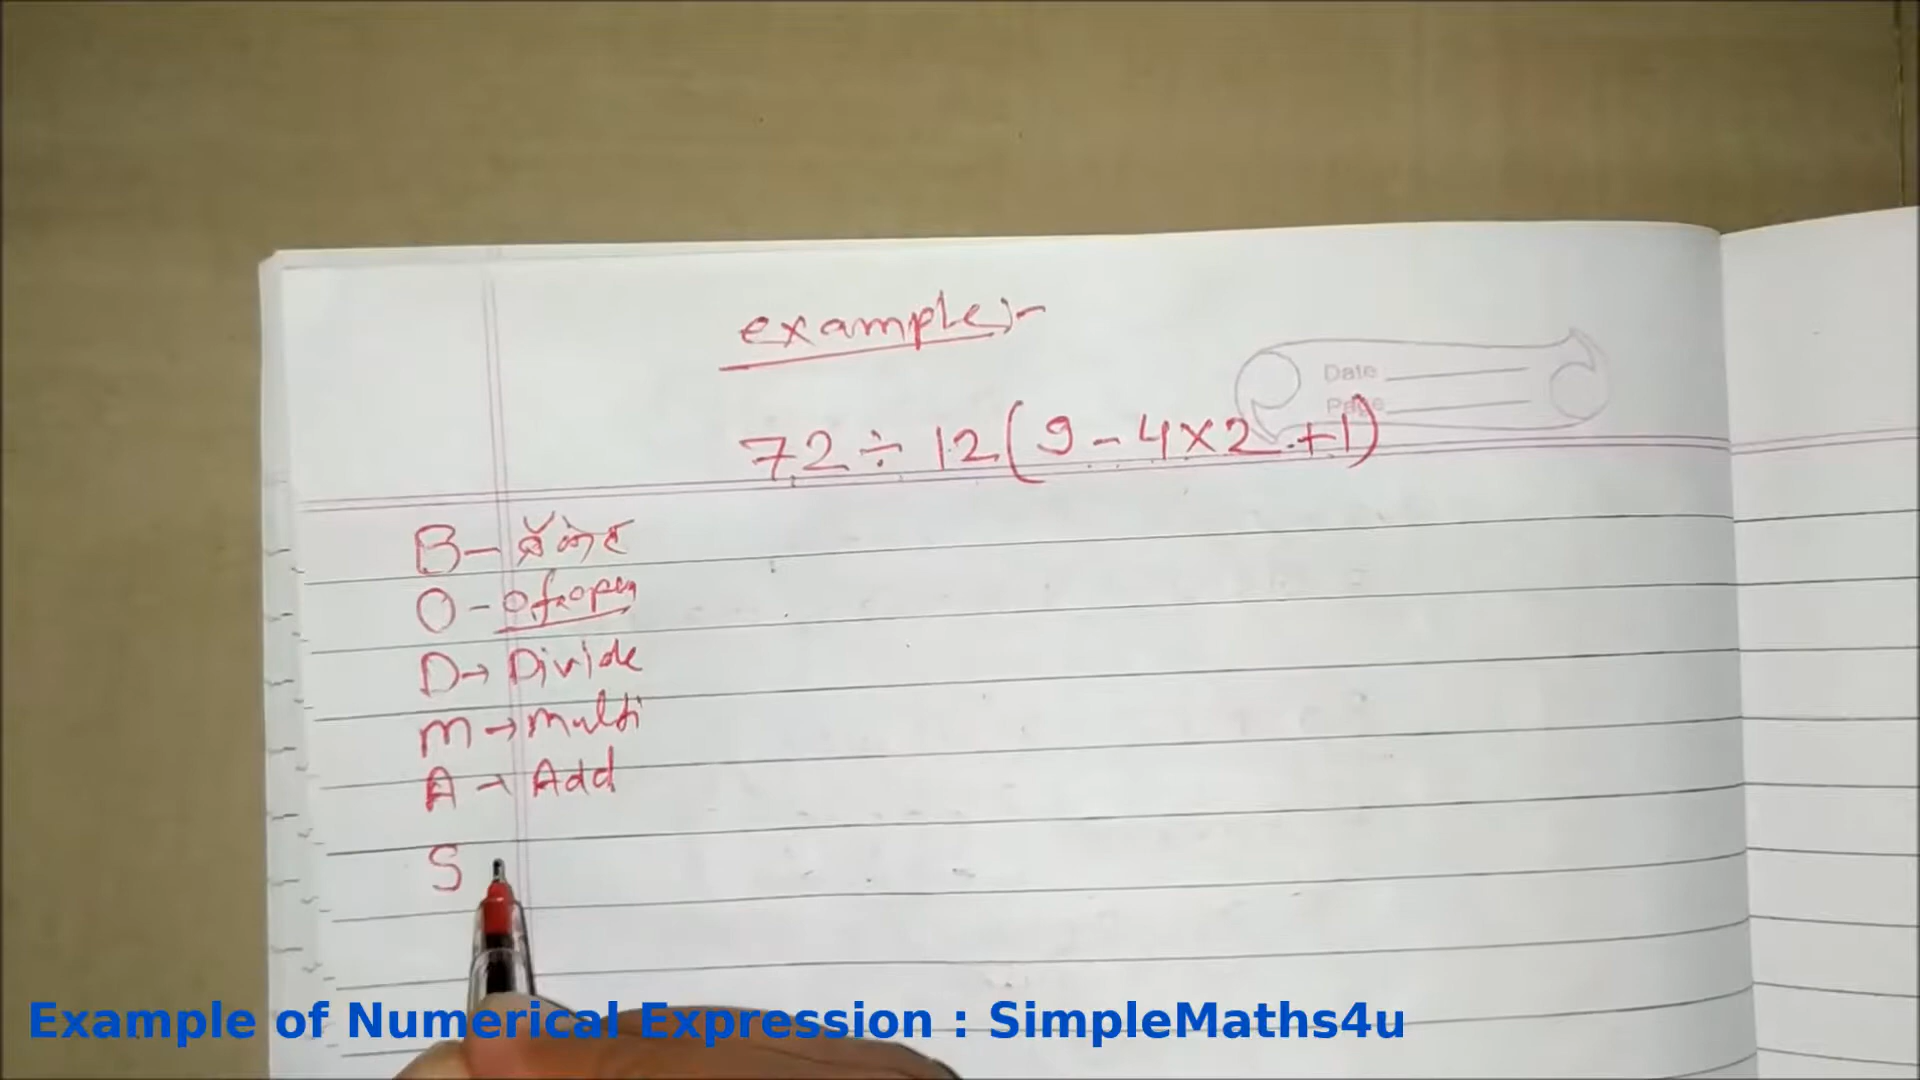 example:-
Date
Page
72 ÷ 12 ( 9 - 4 × 2 + 1 )
B - ब्रैकेट
O - Of
D → Divide
M → Multi
A → Add
S
Example of Numerical Expression : SimpleMaths4u